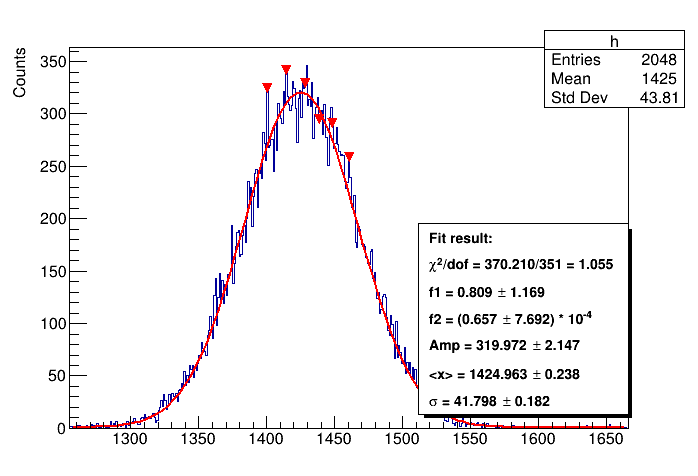 h
Entries 2048
Mean 1425
Std Dev 43.81
Counts
350
300
250
200
150
100
50
0
Fit result:
χ²/dof = 370.210/351 = 1.055
f1 = 0.809 ± 1.169
f2 = (0.657 ± 7.692) * 10⁻⁴
Amp = 319.972 ± 2.147
<x> = 1424.963 ± 0.238
σ = 41.798 ± 0.182
1300 1350 1400 1450 1500 1550 1600 1650